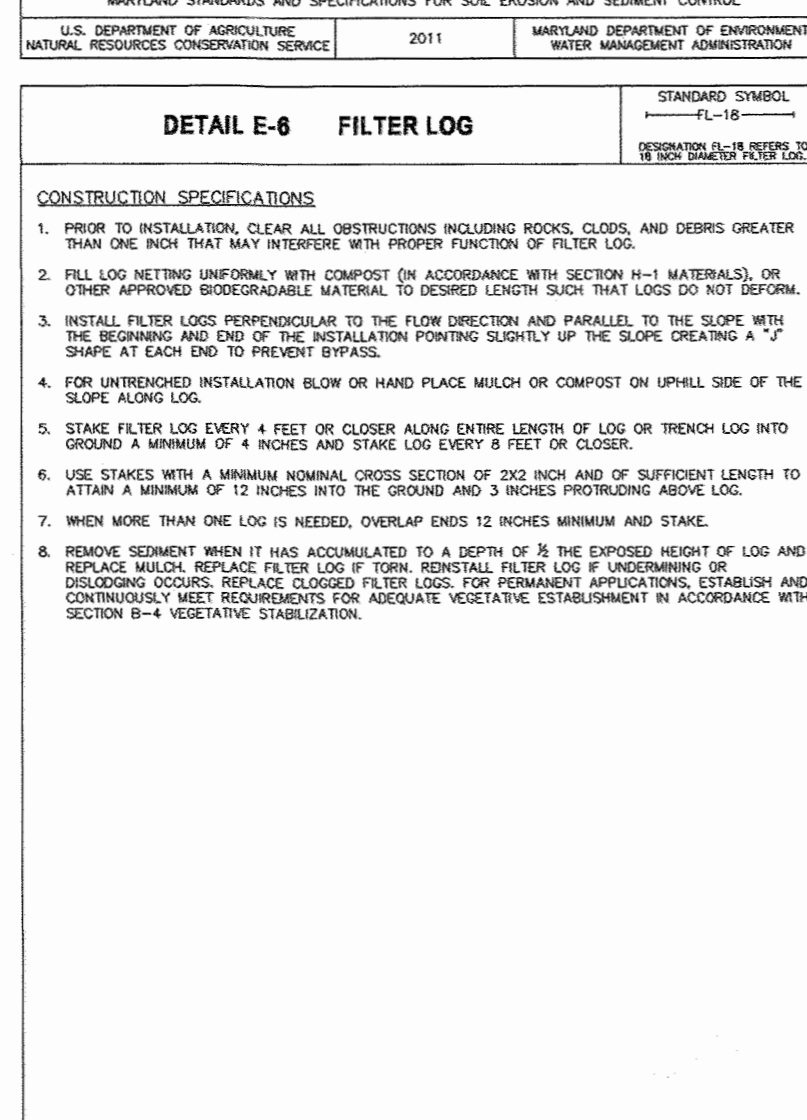 MARYLAND STANDARDS AND SPECIFICATIONS FOR SOIL EROSION AND SEDIMENT CONTROL
U.S. DEPARTMENT OF AGRICULTURE
NATURAL RESOURCES CONSERVATION SERVICE
2011
MARYLAND DEPARTMENT OF ENVIRONMENT
WATER MANAGEMENT ADMINISTRATION
DETAIL E-6 FILTER LOG
STANDARD SYMBOL
FL-18
DESIGNATION FL-18 REFERS TO
18 INCH DIAMETER FILTER LOG.
CONSTRUCTION SPECIFICATIONS
1. PRIOR TO INSTALLATION, CLEAR ALL OBSTRUCTIONS INCLUDING ROCKS, CLODS, AND DEBRIS GREATER
THAN ONE INCH THAT MAY INTERFERE WITH PROPER FUNCTION OF FILTER LOG.
2. FILL LOG NETTING UNIFORMLY WITH COMPOST (IN ACCORDANCE WITH SECTION H-1 MATERIALS), OR
OTHER APPROVED BIODEGRADABLE MATERIAL TO DESIRED LENGTH SUCH THAT LOGS DO NOT DEFORM.
3. INSTALL FILTER LOGS PERPENDICULAR TO THE FLOW DIRECTION AND PARALLEL TO THE SLOPE WITH
THE BEGINNING AND END OF THE INSTALLATION POINTING SLIGHTLY UP THE SLOPE CREATING A "J"
SHAPE AT EACH END TO PREVENT BYPASS.
4. FOR UNTRENCHED INSTALLATION BLOW OR HAND PLACE MULCH OR COMPOST ON UPHILL SIDE OF THE
SLOPE ALONG LOG.
5. STAKE FILTER LOG EVERY 4 FEET OR CLOSER ALONG ENTIRE LENGTH OF LOG OR TRENCH LOG INTO
GROUND A MINIMUM OF 4 INCHES AND STAKE LOG EVERY 8 FEET OR CLOSER.
6. USE STAKES WITH A MINIMUM NOMINAL CROSS SECTION OF 2X2 INCH AND OF SUFFICIENT LENGTH TO
ATTAIN A MINIMUM OF 12 INCHES INTO THE GROUND AND 3 INCHES PROTRUDING ABOVE LOG.
7. WHEN MORE THAN ONE LOG IS NEEDED, OVERLAP ENDS 12 INCHES MINIMUM AND STAKE.
8. REMOVE SEDIMENT WHEN IT HAS ACCUMULATED TO A DEPTH OF ½ THE EXPOSED HEIGHT OF LOG AND
REPLACE MULCH. REPLACE FILTER LOG IF TORN. REINSTALL FILTER LOG IF UNDERMINING OR
DISLODGING OCCURS. REPLACE CLOGGED FILTER LOGS. FOR PERMANENT APPLICATIONS, ESTABLISH AND
CONTINUOUSLY MEET REQUIREMENTS FOR ADEQUATE VEGETATIVE ESTABLISHMENT IN ACCORDANCE WITH
SECTION B-4 VEGETATIVE STABILIZATION.